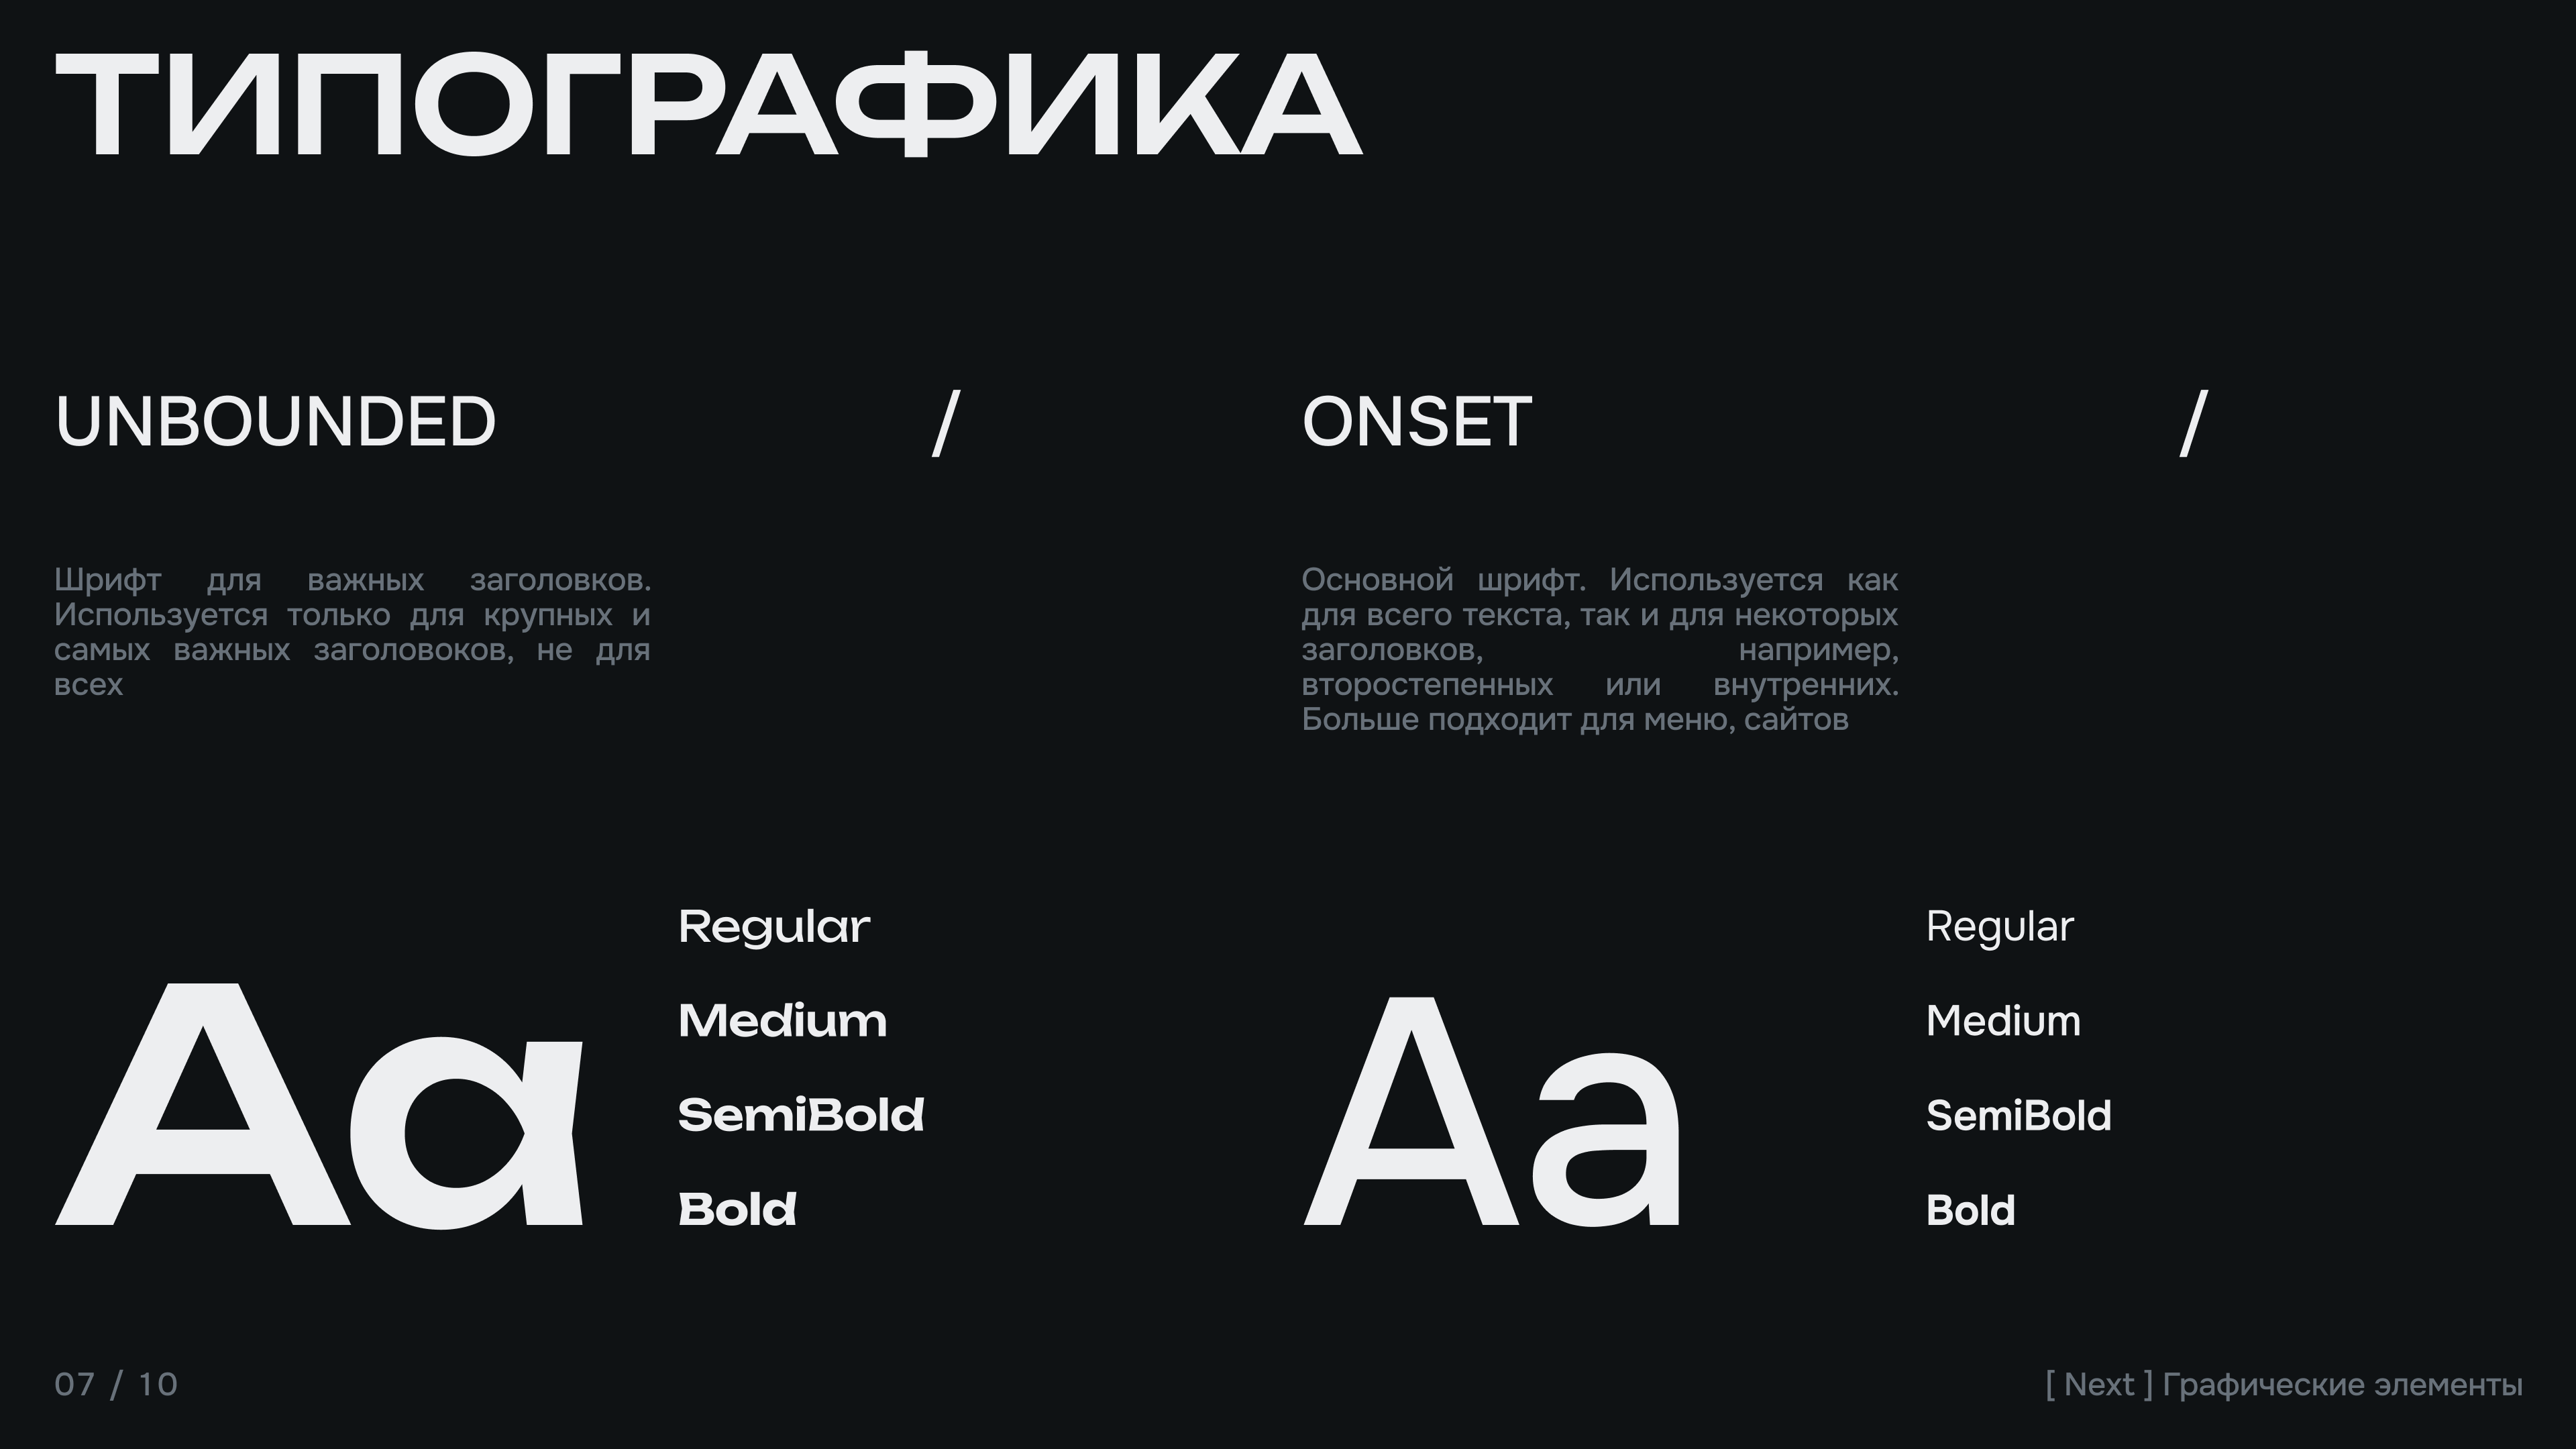 ТИПОГРАФИКА
UNBOUNDED /
Шрифт для важных заголовков.
Используется только для крупных и
самых важных заголовоков, не для
всех
Aa
Regular
Medium
SemiBold
Bold
ONSET /
Основной шрифт. Используется как
для всего текста, так и для некоторых
заголовков, например,
второстепенных или внутренних.
Больше подходит для меню, сайтов
Aa
Regular
Medium
SemiBold
Bold
07 / 10
[ Next ] Графические элементы